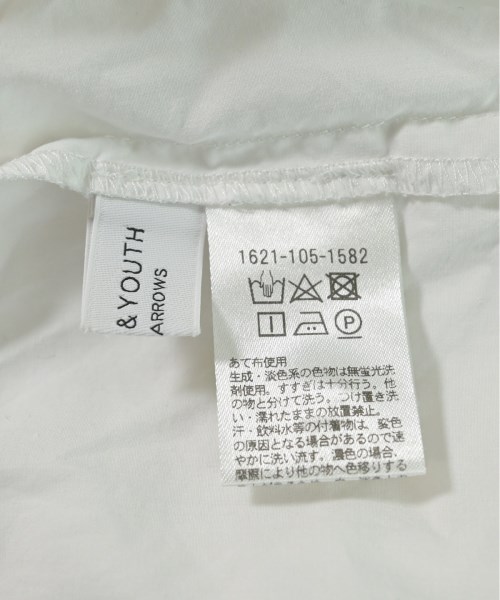 & YOUTH
ARROWS
1621-105-1582
P
あて布使用
生成・淡色系の色物は無蛍光洗
剤使用。すすぎは十分行う。他
の物と分けて洗う。つけ置き洗
い・濡れたままの放置禁止。
汗・飲料水等の付着物は、変色
の原因となる場合があるので速
やかに洗い流す。濃色の場合、
摩擦により他の物へ色移りする